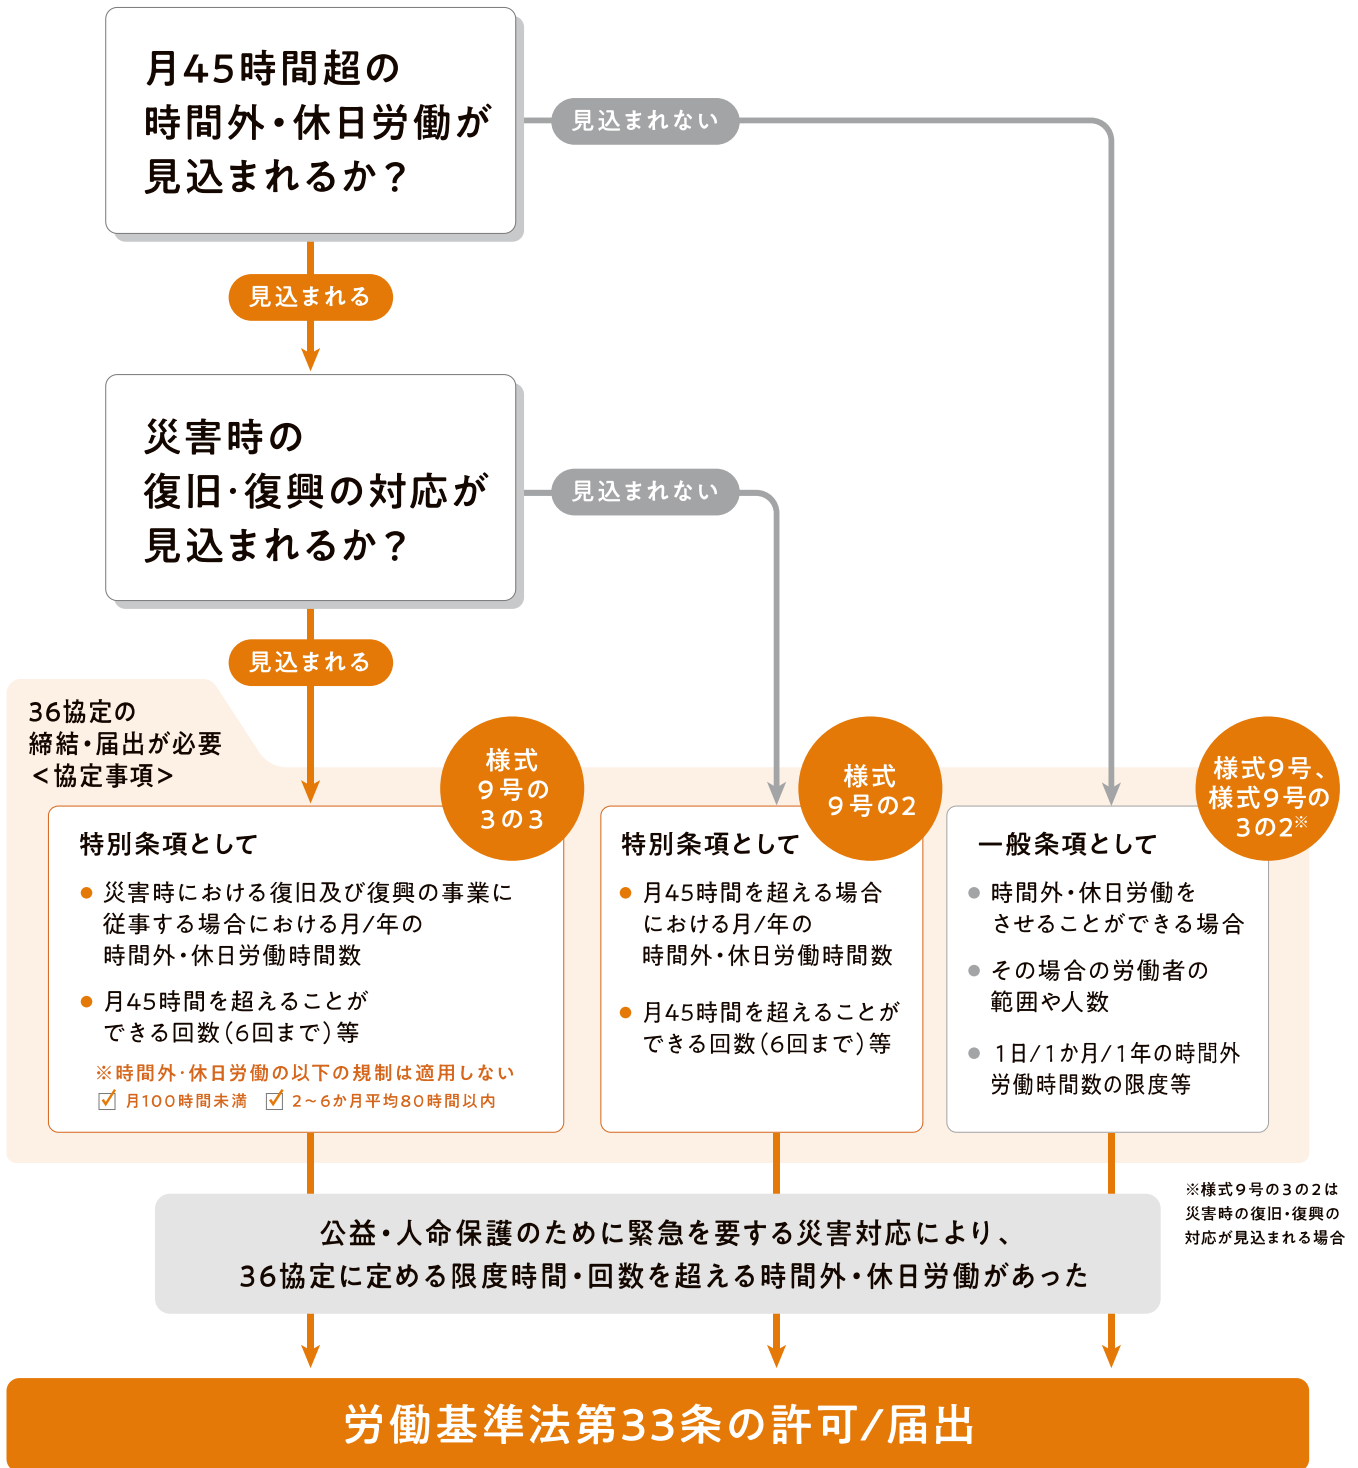 月45時間超の
時間外・休日労働が
見込まれるか？
見込まれない
見込まれる
災害時の
復旧・復興の対応が
見込まれるか？
見込まれない
見込まれる
36協定の
締結・届出が必要
＜協定事項＞
様式
９号の
３の３
特別条項として
● 災害時における復旧及び復興の事業に
従事する場合における月/年の
時間外・休日労働時間数
● 月45時間を超えることが
できる回数（6回まで）等
※時間外・休日労働の以下の規制は適用しない
月100時間未満　2～6か月平均80時間以内
様式
９号の2
特別条項として
● 月45時間を超える場合
における月/年の
時間外・休日労働時間数
● 月45時間を超えることが
できる回数（6回まで）等
様式９号、
様式９号の
３の2※
一般条項として
● 時間外・休日労働を
させることができる場合
● その場合の労働者の
範囲や人数
● 1日/1か月/1年の時間外
労働時間数の限度等
※様式９号の３の２は
災害時の復旧・復興の
対応が見込まれる場合
公益・人命保護のために緊急を要する災害対応により、
36協定に定める限度時間・回数を超える時間外・休日労働があった
労働基準法第33条の許可/届出